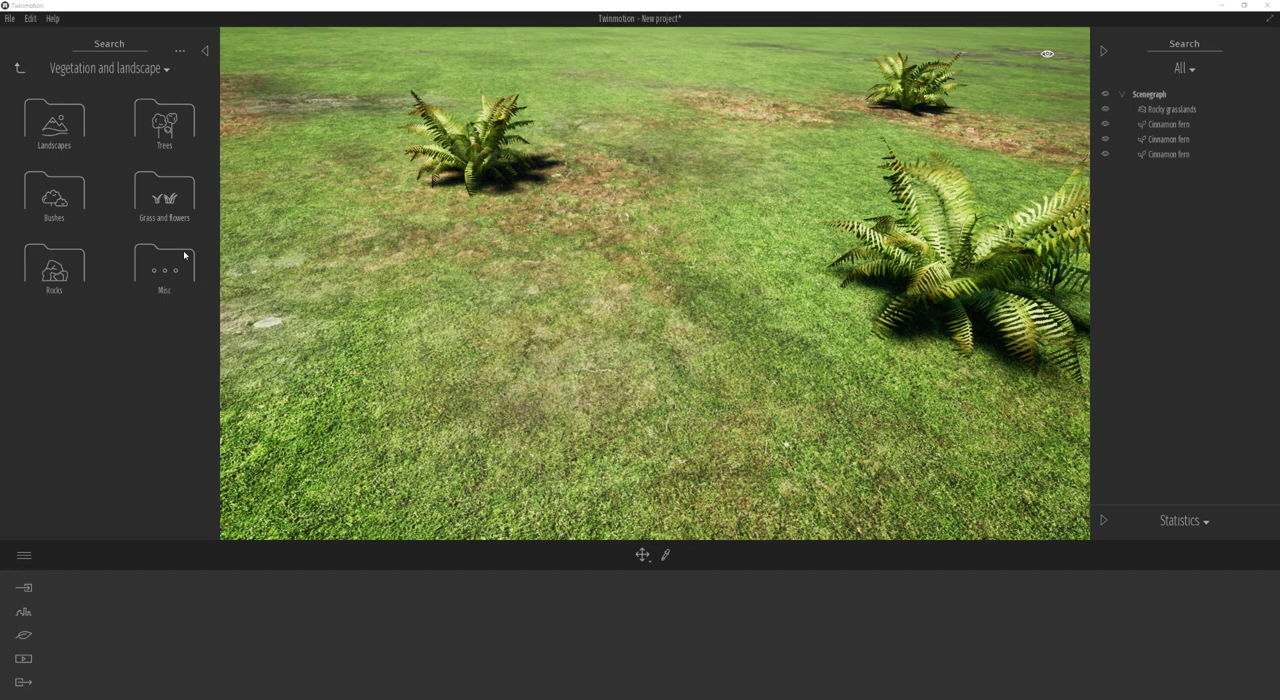 Twinmotion
File Edit Help
Twinmotion - New project*
Search
...
Vegetation and landscape
Landscapes
Trees
Bushes
Grass and flowers
Rocks
Misc
Search
All
Scenegraph
Rocky grasslands
Cinnamon fern
Cinnamon fern
Cinnamon fern
Statistics